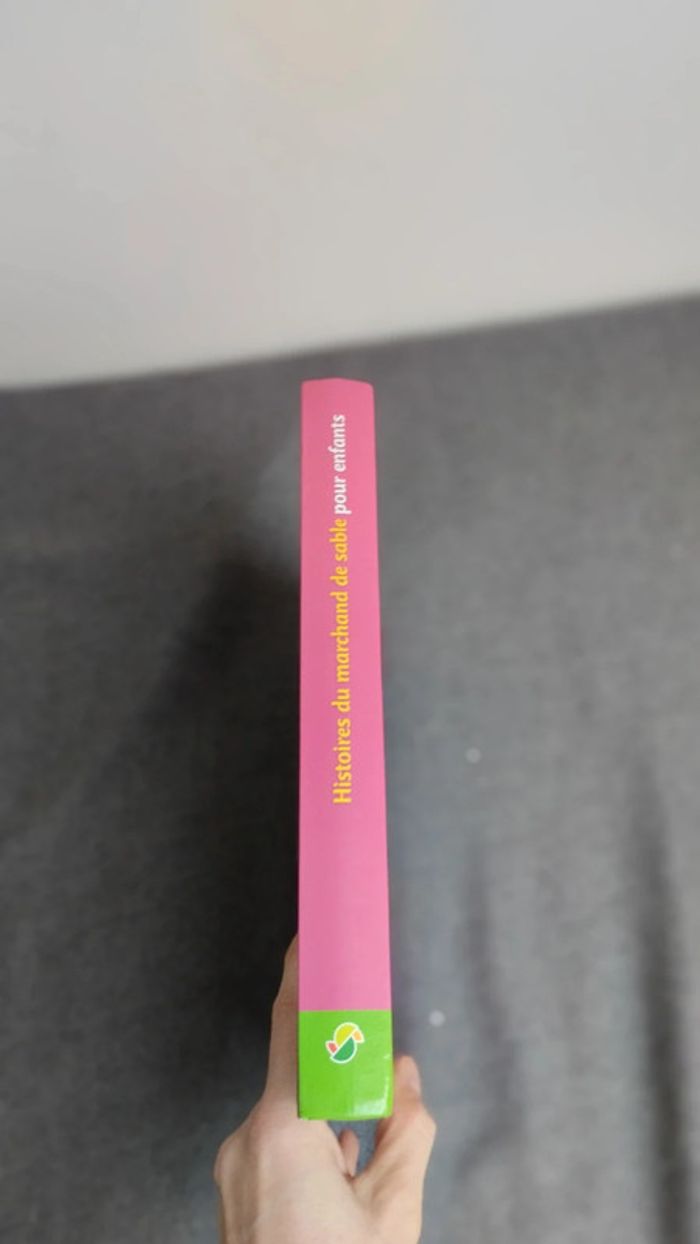 Histoires du marchand de sable pour enfants